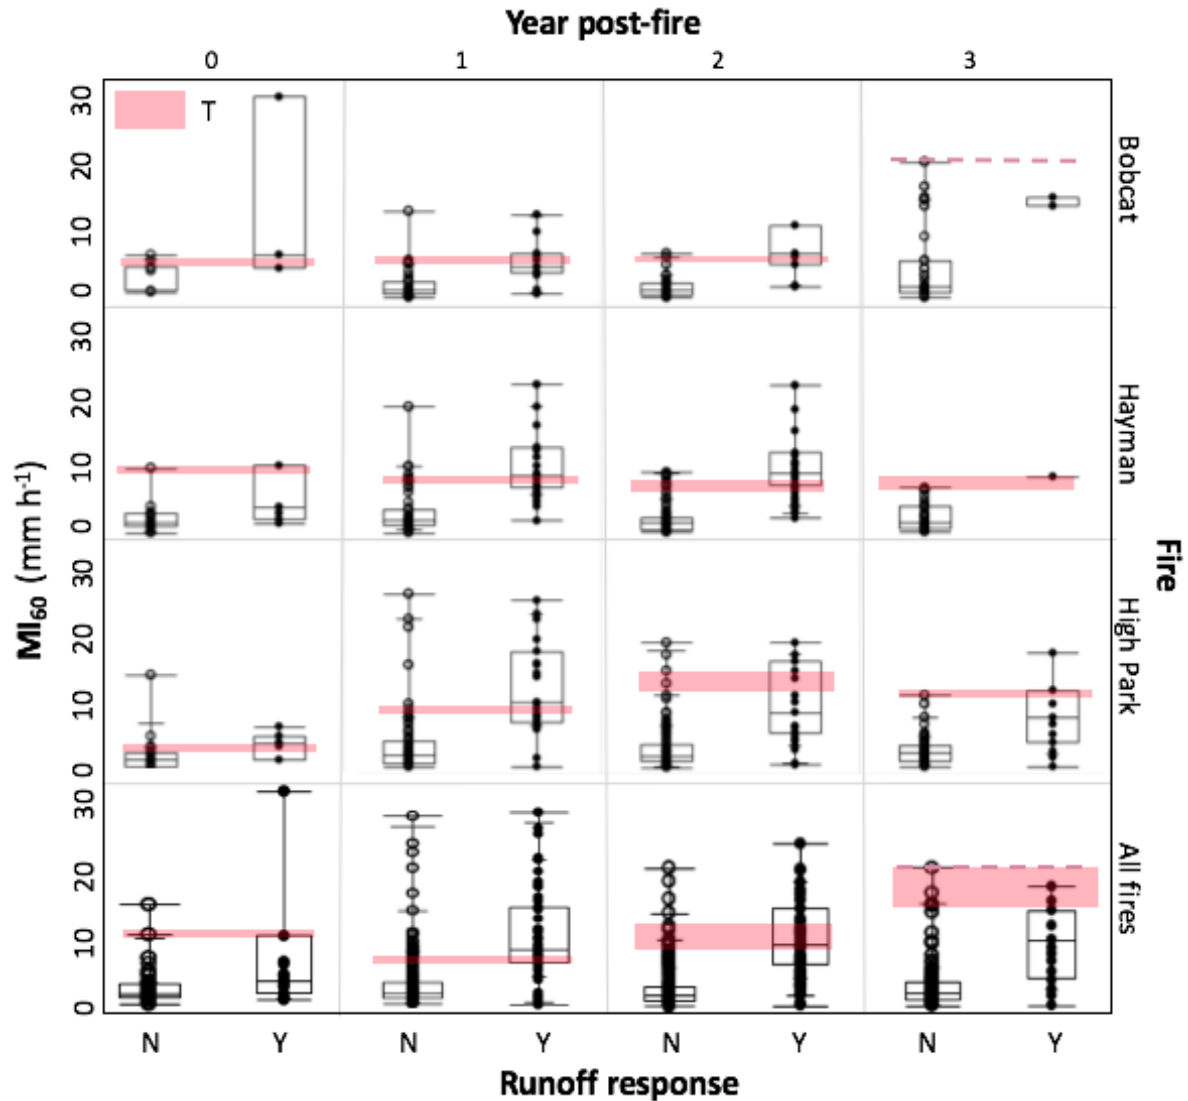 Year post-fire
0 1 2 3
T
30
20
10
0
Bobcat
30
20
10
0
Hayman
30
20
10
0
High Park
30
20
10
0
All fires
MI60 (mm h-1)
Fire
N Y N Y N Y N Y
Runoff response